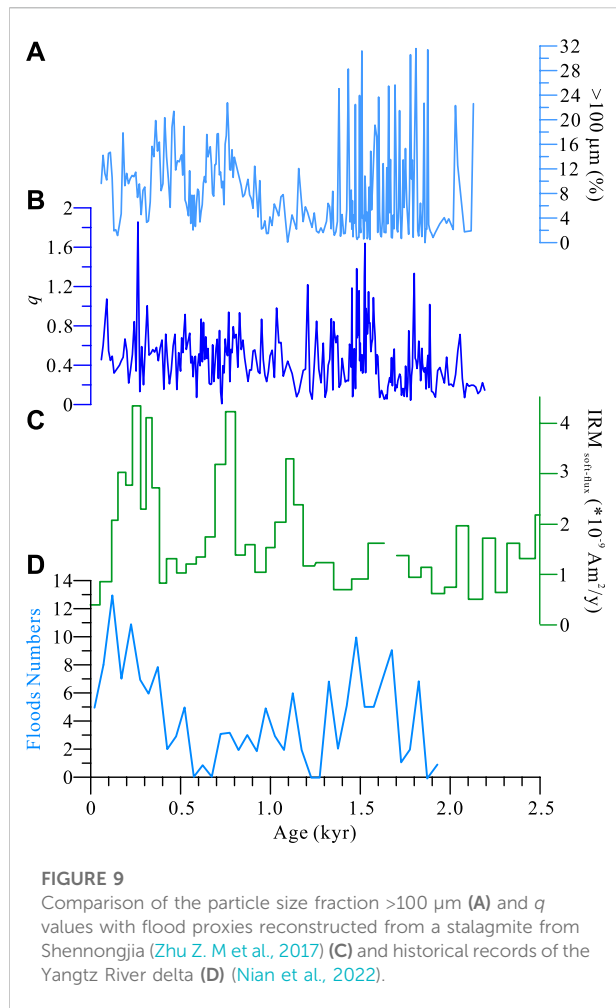 A
32
28
24
20
16
12
8
4
0
>100 μm (%)
B
2
1.6
1.2
0.8
0.4
0
q
C
4
3
2
1
0
IRM soft-flux (*10⁻⁹ Am²/y)
D
14
12
10
8
6
4
2
0
Floods Numbers
0 0.5 1.0 1.5 2.0 2.5
Age (kyr)
FIGURE 9
Comparison of the particle size fraction >100 μm (A) and q
values with flood proxies reconstructed from a stalagmite from
Shennongjia (Zhu Z. M et al., 2017) (C) and historical records of the
Yangtz River delta (D) (Nian et al., 2022).